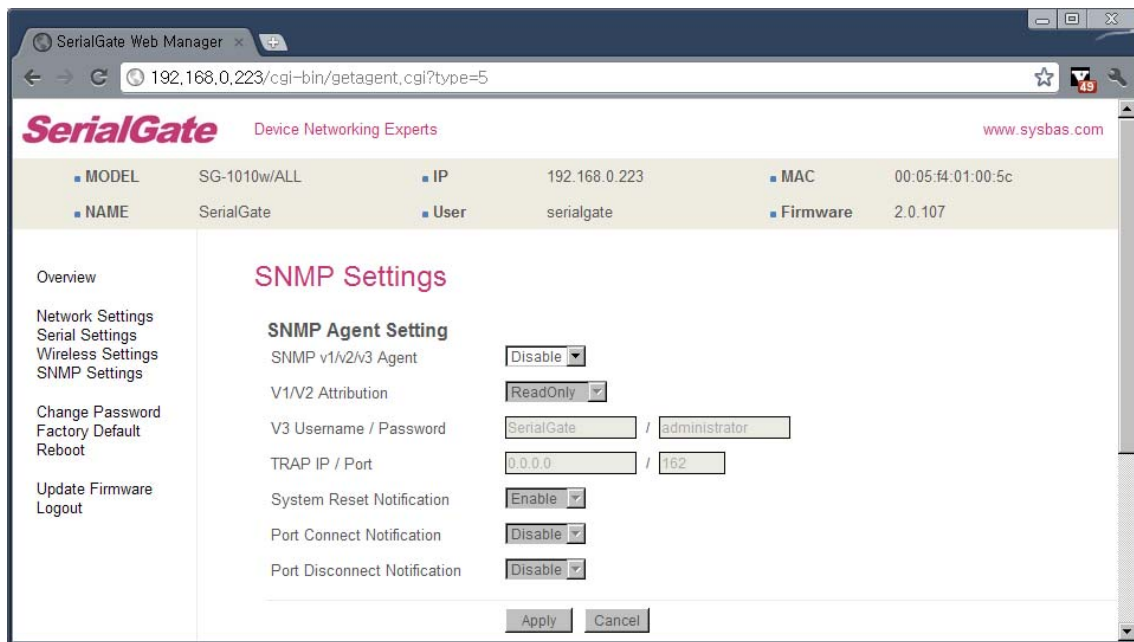 SerialGate Web Manager
192.168.0.223/cgi-bin/getagent.cgi?type=5
49
SerialGate Device Networking Experts www.sysbas.com
MODEL SG-1010w/ALL IP 192.168.0.223 MAC 00:05:f4:01:00:5c
NAME SerialGate User serialgate Firmware 2.0.107
Overview
Network Settings
Serial Settings
Wireless Settings
SNMP Settings
Change Password
Factory Default
Reboot
Update Firmware
Logout
SNMP Settings
SNMP Agent Setting
SNMP v1/v2/v3 Agent Disable
V1/V2 Attribution ReadOnly
V3 Username / Password SerialGate / administrator
TRAP IP / Port 0.0.0.0 / 162
System Reset Notification Enable
Port Connect Notification Disable
Port Disconnect Notification Disable
Apply Cancel